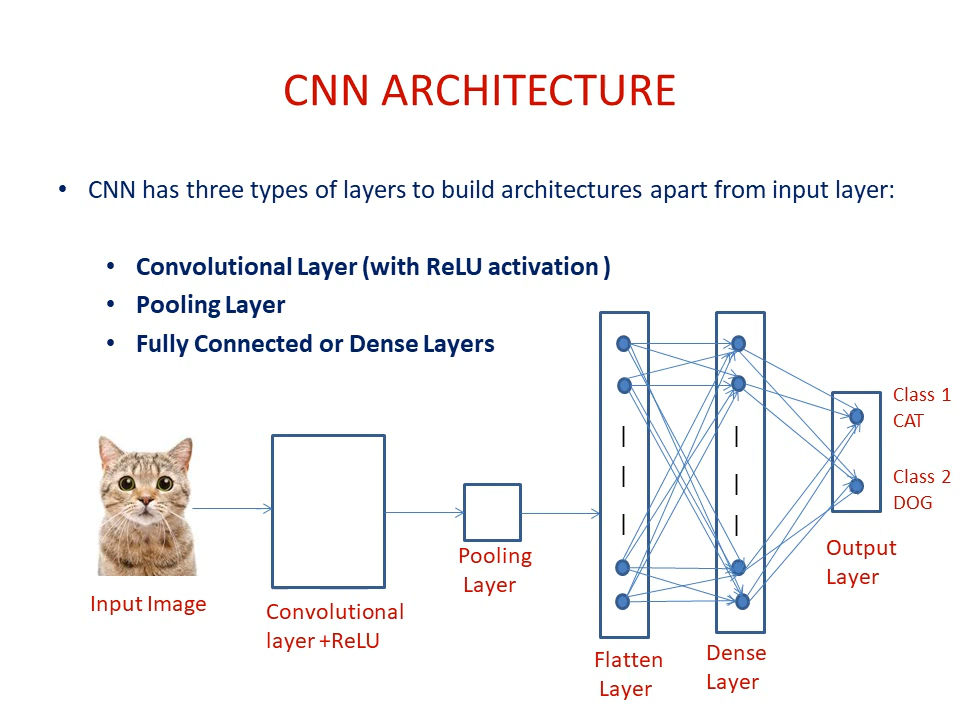 CNN ARCHITECTURE
• CNN has three types of layers to build architectures apart from input layer:
• Convolutional Layer (with ReLU activation )
• Pooling Layer
• Fully Connected or Dense Layers
Class 1
CAT
Class 2
DOG
Output
Layer
Pooling
Layer
Input Image
Convolutional
layer +ReLU
Flatten
Layer
Dense
Layer